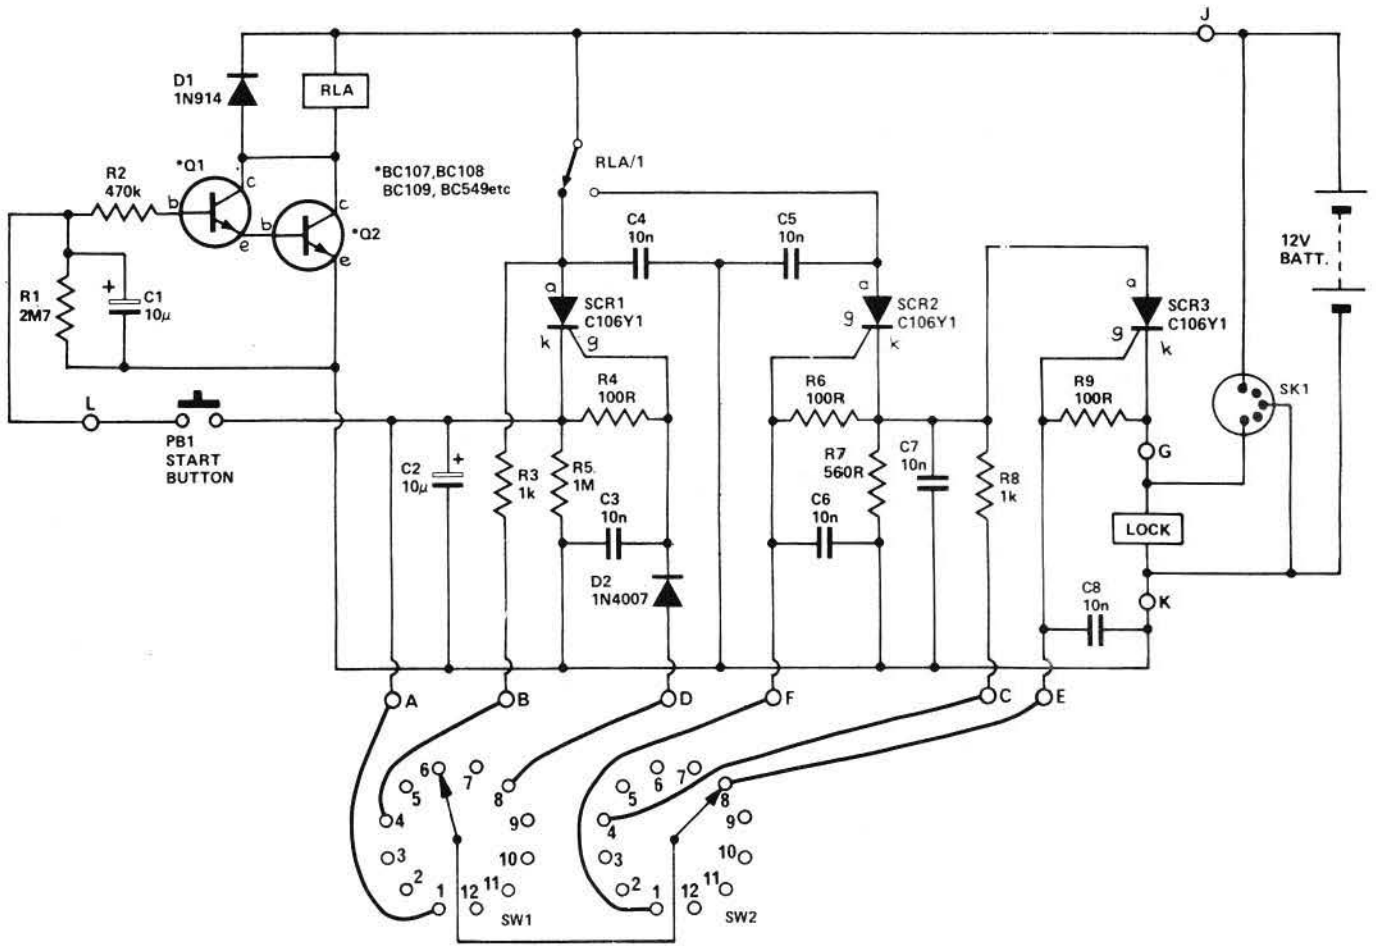 J
D1
1N914
RLA
*Q1
c
R2
470k
b
e
*BC107,BC108
BC109, BC549etc
RLA/1
b
c
*Q2
e
C4
10n
C5
10n
12V
BATT.
R1
2M7
+
C1
10μ
a
SCR1
C106Y1
k
g
a
SCR2
C106Y1
g
k
a
SCR3
C106Y1
g
k
R4
100R
R6
100R
R9
100R
SK1
L
PB1
START
BUTTON
C2
10μ
+
R3
1k
R5.
1M
C3
10n
R7
560R
C7
10n
C6
10n
R8
1k
G
LOCK
D2
1N4007
C8
10n
K
A
B
D
F
C
E
6
7
5
8
4
9
3
10
2
11
1
12
SW1
6
7
5
8
4
9
3
10
2
11
1
12
SW2